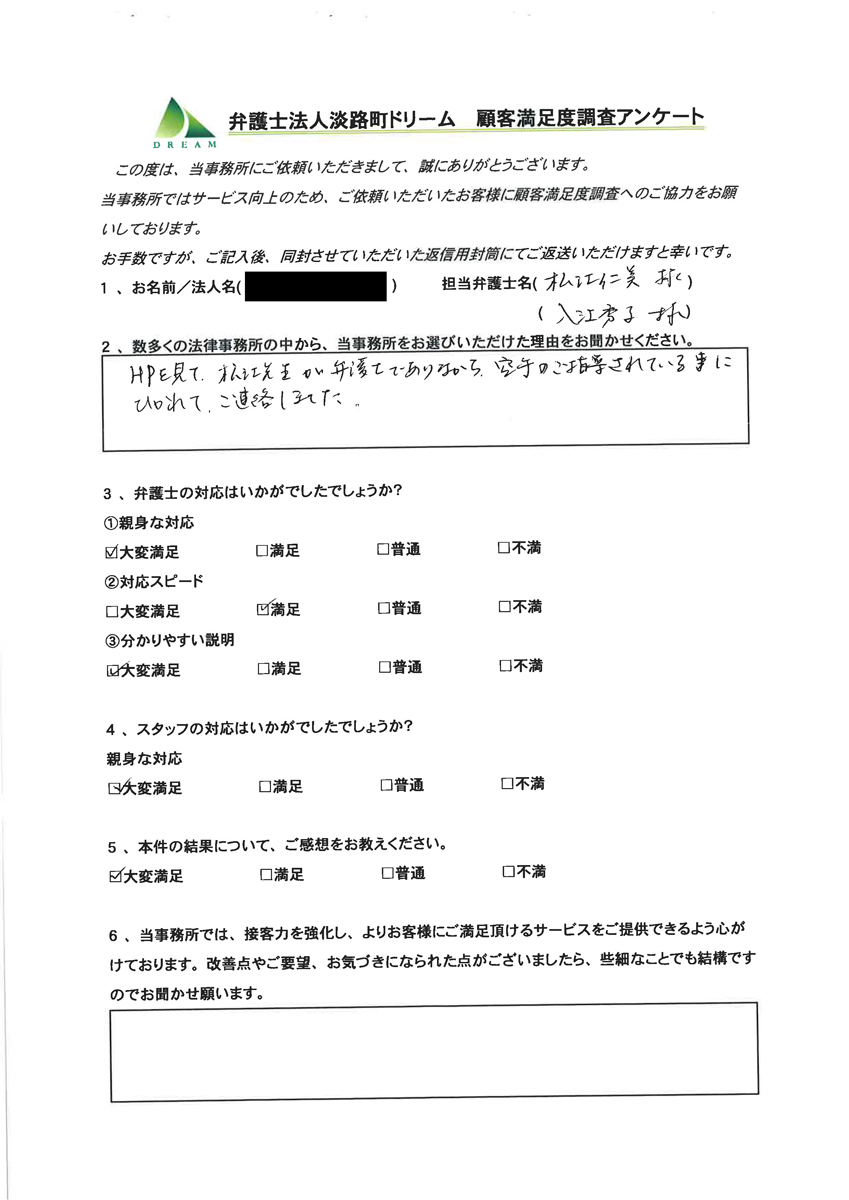 DREAM
弁護士法人淡路町ドリーム 顧客満足度調査アンケート
この度は、当事務所にご依頼いただきまして、誠にありがとうございます。
当事務所ではサービス向上のため、ご依頼いただいたお客様に顧客満足度調査へのご協力をお願
いしております。
お手数ですが、ご記入後、同封させていただいた返信用封筒にてご返送いただけますと幸いです。
1、お名前／法人名( ) 担当弁護士名( 松江仁美 様 )
( 入江秀子 様 )
2、数多くの法律事務所の中から、当事務所をお選びいただけた理由をお聞かせください。
HPを見て、松江先生が弁護士でありながら、空手のご指導されている事に
ひかれて、ご連絡しました。
3、弁護士の対応はいかがでしたでしょうか?
①親身な対応
☑大変満足 □満足 □普通 □不満
②対応スピード
□大変満足 ☑満足 □普通 □不満
③分かりやすい説明
☑大変満足 □満足 □普通 □不満
4、スタッフの対応はいかがでしたでしょうか?
親身な対応
☑大変満足 □満足 □普通 □不満
5、本件の結果について、ご感想をお教えください。
☑大変満足 □満足 □普通 □不満
6、当事務所では、接客力を強化し、よりお客様にご満足頂けるサービスをご提供できるよう心が
けております。改善点やご要望、お気づきになられた点がございましたら、些細なことでも結構です
のでお聞かせ願います。